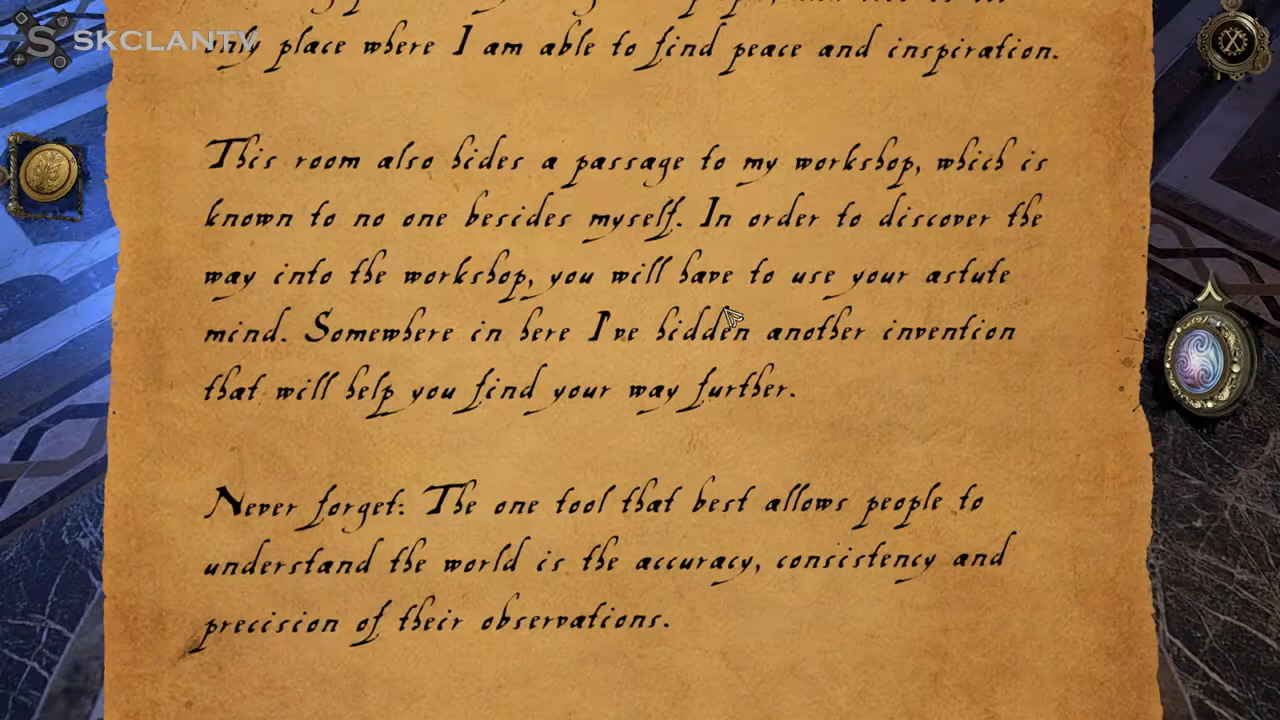 SKCLANTV
only place where I am able to find peace and inspiration.
This room also hides a passage to my workshop, which is
known to no one besides myself. In order to discover the
way into the workshop, you will have to use your astute
mind. Somewhere in here I've hidden another invention
that will help you find your way further.
Never forget: The one tool that best allows people to
understand the world is the accuracy, consistency and
precision of their observations.